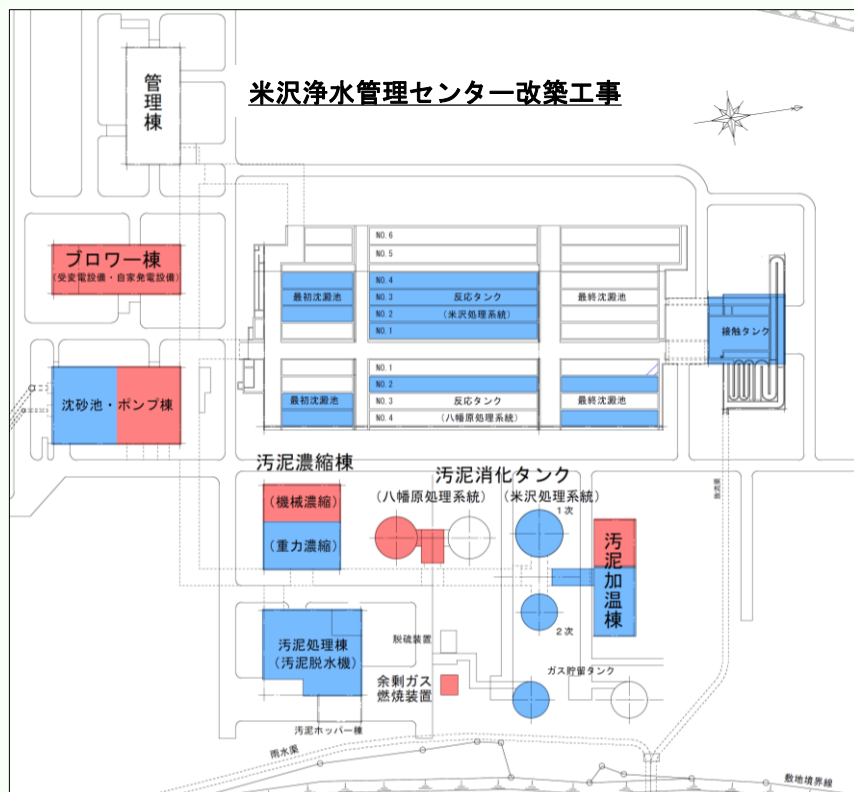 米沢浄水管理センター改築工事
管理棟
ブロワー棟
(受変電設備・自家発電設備)
沈砂池・ポンプ棟
NO.6
NO.5
NO.4
NO.3 反応タンク
NO.2 (米沢処理系統)
NO.1
最初沈澱池
最終沈澱池
接触タンク
NO.1
NO.2
NO.3 反応タンク
NO.4 (八幡原処理系統)
最初沈澱池
最終沈澱池
放流渠
汚泥濃縮棟
(機械濃縮)
(重力濃縮)
汚泥消化タンク
(八幡原処理系統) (米沢処理系統)
1次
2次
汚泥加温棟
汚泥処理棟
(汚泥脱水機)
汚泥ホッパー棟
脱硫装置
余剰ガス
燃焼装置
ガス貯留タンク
雨水渠
敷地境界線